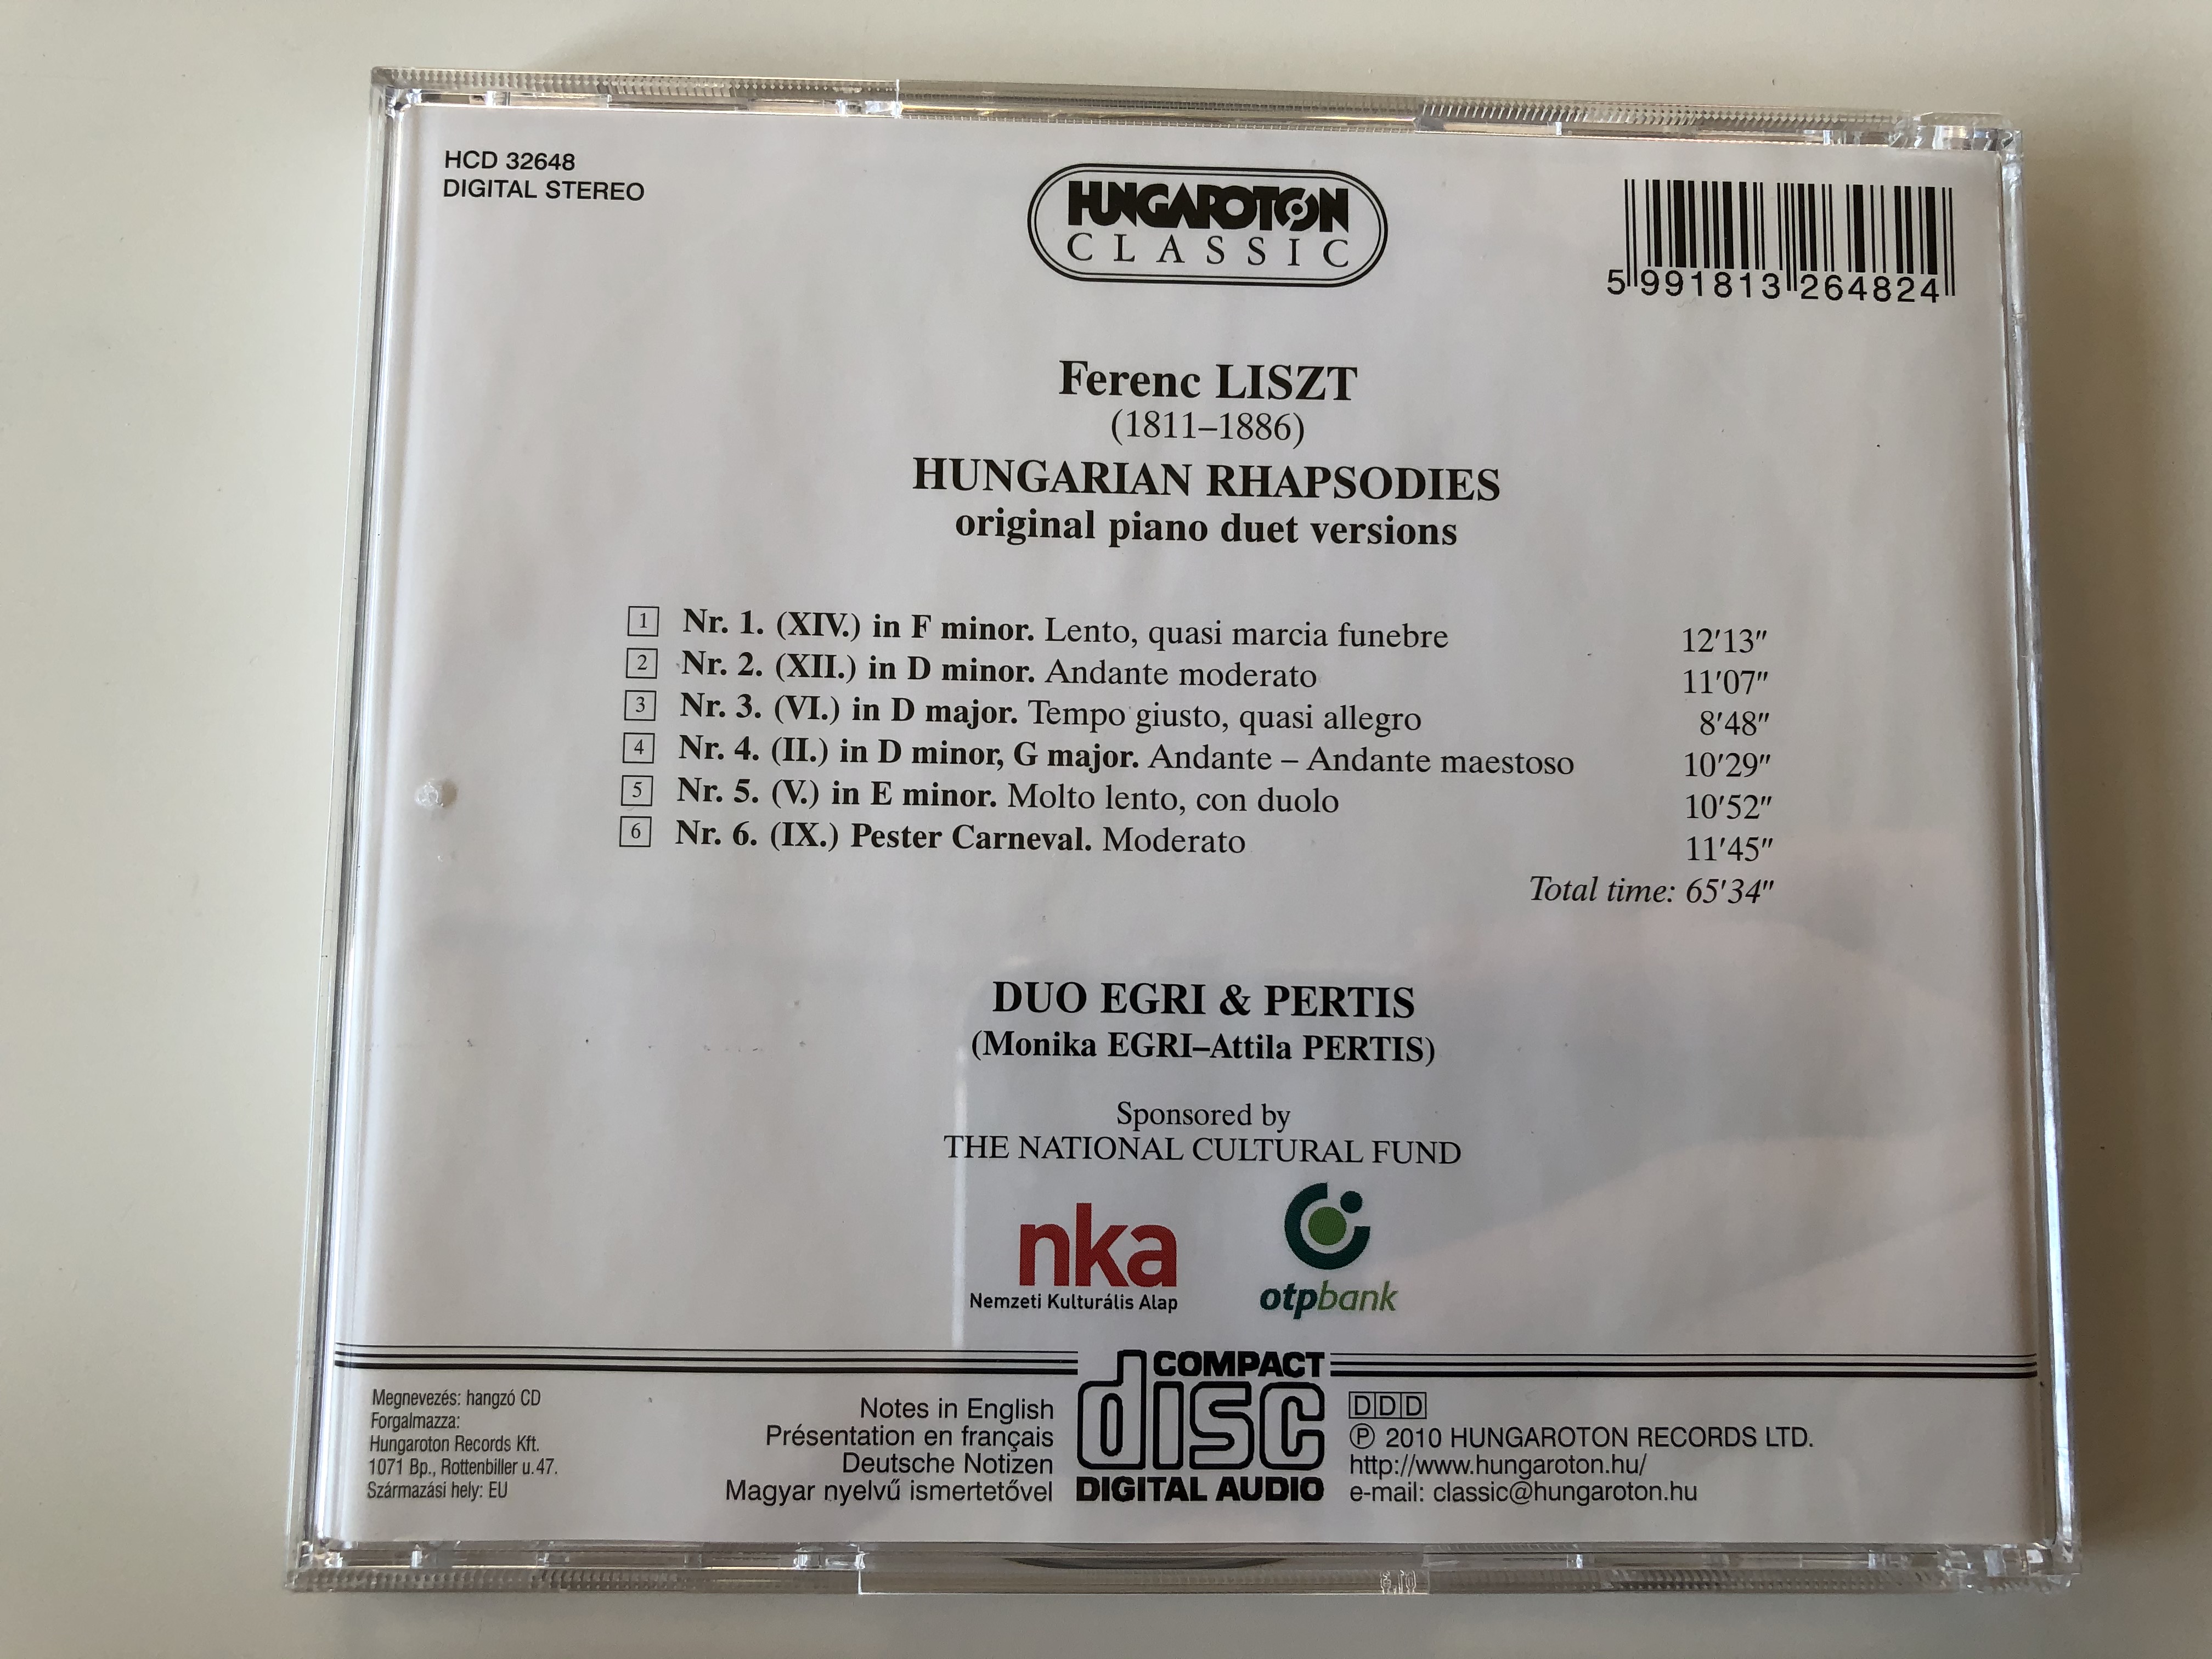 HCD 32648
DIGITAL STEREO
HUNGAROTON
CLASSIC
5 991813 264824
Ferenc LISZT
(1811–1886)
HUNGARIAN RHAPSODIES
original piano duet versions
1 Nr. 1. (XIV.) in F minor. Lento, quasi marcia funebre 12′13″
2 Nr. 2. (XII.) in D minor. Andante moderato 11′07″
3 Nr. 3. (VI.) in D major. Tempo giusto, quasi allegro 8′48″
4 Nr. 4. (II.) in D minor, G major. Andante – Andante maestoso 10′29″
5 Nr. 5. (V.) in E minor. Molto lento, con duolo 10′52″
6 Nr. 6. (IX.) Pester Carneval. Moderato 11′45″
Total time: 65′34″
DUO EGRI & PERTIS
(Monika EGRI–Attila PERTIS)
Sponsored by
THE NATIONAL CULTURAL FUND
nka
Nemzeti Kulturális Alap
otpbank
Megnevezés: hangzó CD
Forgalmazza:
Hungaroton Records Kft.
1071 Bp., Rottenbiller u.47.
Származási hely: EU
Notes in English
Présentation en français
Deutsche Notizen
Magyar nyelvű ismertetővel
COMPACT
disc
DIGITAL AUDIO
DDD
℗ 2010 HUNGAROTON RECORDS LTD.
http://www.hungaroton.hu/
e-mail: classic@hungaroton.hu